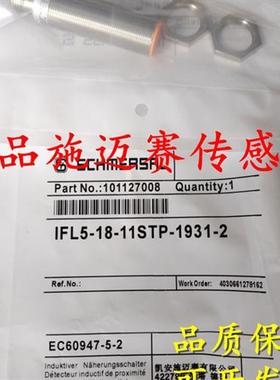 品施迈赛传感
SCHMERSAL
Part No.:101127008 Quantity:1
IFL5-18-11STP-1931-2
Ref.No.: Work Order: 4030661279162
EC60947-5-2
Induktiver Näherungsschalter
Détecteur inductif de proximité
品质保